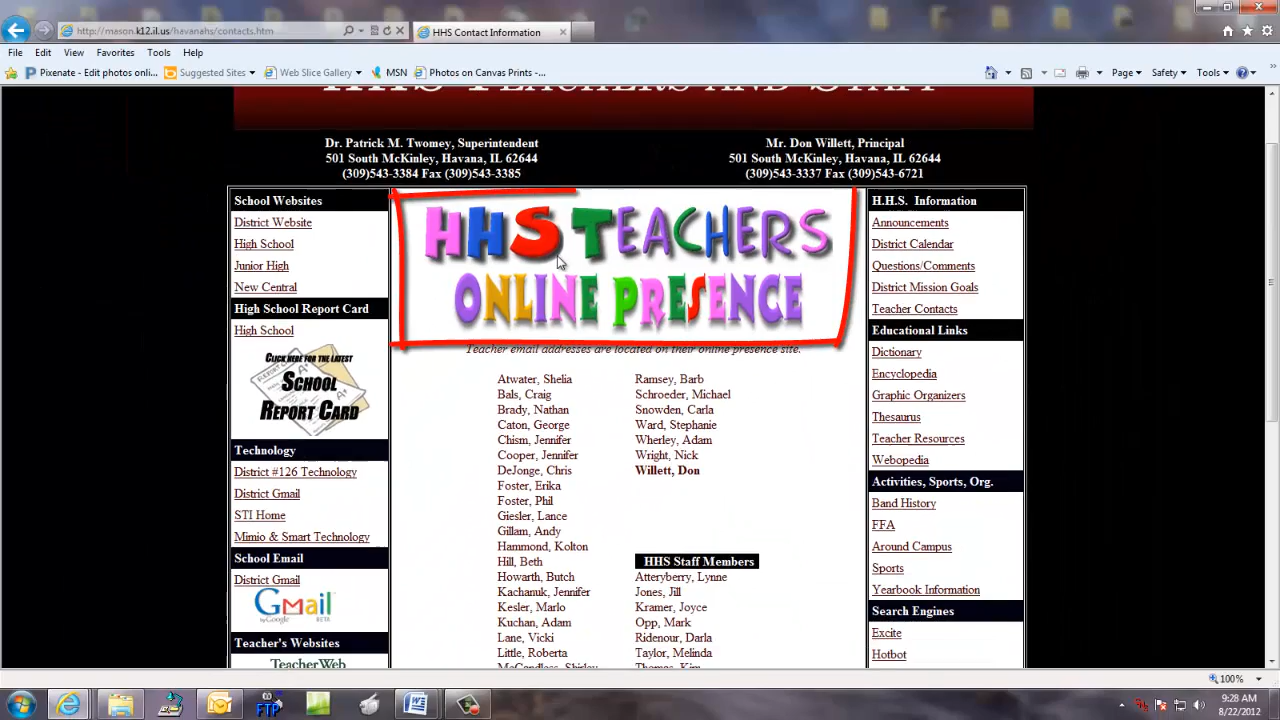 http://mason.k12.il.us/havanahs/contacts.htm
HHS Contact Information
File Edit View Favorites Tools Help
Pixenate - Edit photos onli...
Suggested Sites
Web Slice Gallery
MSN
Photos on Canvas Prints -...
Page
Safety
Tools
HHS TEACHERS AND STAFF
Dr. Patrick M. Twomey, Superintendent
501 South McKinley, Havana, IL 62644
(309)543-3384 Fax (309)543-3385
Mr. Don Willett, Principal
501 South McKinley, Havana, IL 62644
(309)543-3337 Fax (309)543-6721
School Websites
District Website
High School
Junior High
New Central
High School Report Card
High School
CLICK HERE FOR THE LATEST
SCHOOL
REPORT CARD
Technology
District #126 Technology
District Gmail
STI Home
Mimio & Smart Technology
School Email
District Gmail
Gmail
by Google BETA
Teacher's Websites
TeacherWeb
HHS TEACHERS
ONLINE PRESENCE
Teacher email addresses are located on their online presence site.
Atwater, Shelia
Bals, Craig
Brady, Nathan
Caton, George
Chism, Jennifer
Cooper, Jennifer
DeJonge, Chris
Foster, Erika
Foster, Phil
Giesler, Lance
Gillam, Andy
Hammond, Kolton
Hill, Beth
Howarth, Butch
Kachanuk, Jennifer
Kesler, Marlo
Kuchan, Adam
Lane, Vicki
Little, Roberta
McCandless, Shirley
Ramsey, Barb
Schroeder, Michael
Snowden, Carla
Ward, Stephanie
Wherley, Adam
Wright, Nick
Willett, Don
HHS Staff Members
Atteryberry, Lynne
Jones, Jill
Kramer, Joyce
Opp, Mark
Ridenour, Darla
Taylor, Melinda
Thomas, Kim
H.H.S. Information
Announcements
District Calendar
Questions/Comments
District Mission Goals
Teacher Contacts
Educational Links
Dictionary
Encyclopedia
Graphic Organizers
Thesaurus
Teacher Resources
Webopedia
Activities, Sports, Org.
Band History
FFA
Around Campus
Sports
Yearbook Information
Search Engines
Excite
Hotbot
100%
FTP
9:28 AM
8/22/2012